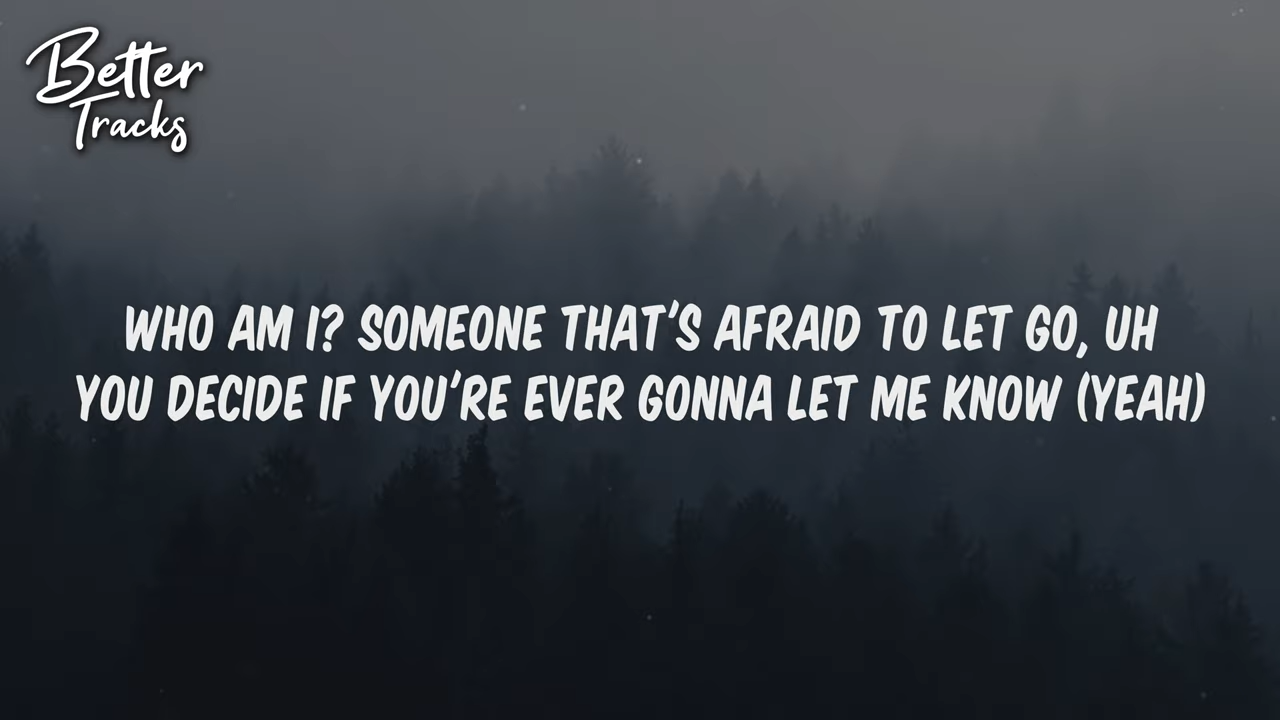 Better
Tracks
WHO AM I? SOMEONE THAT'S AFRAID TO LET GO, UH
YOU DECIDE IF YOU'RE EVER GONNA LET ME KNOW (YEAH)